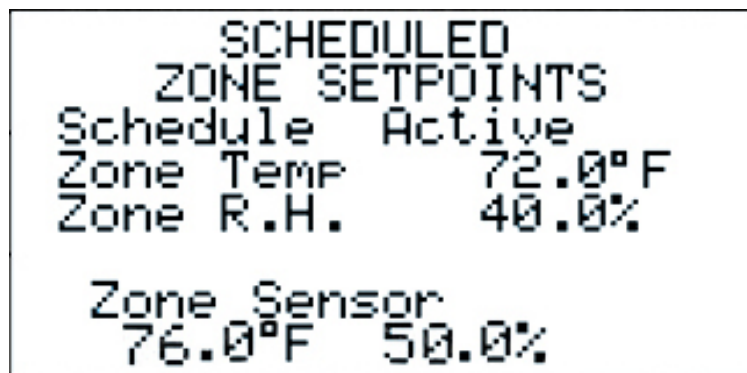 SCHEDULED
ZONE SETPOINTS
Schedule Active
Zone Temp 72.0°F
Zone R.H. 40.0%
Zone Sensor
76.0°F 50.0%